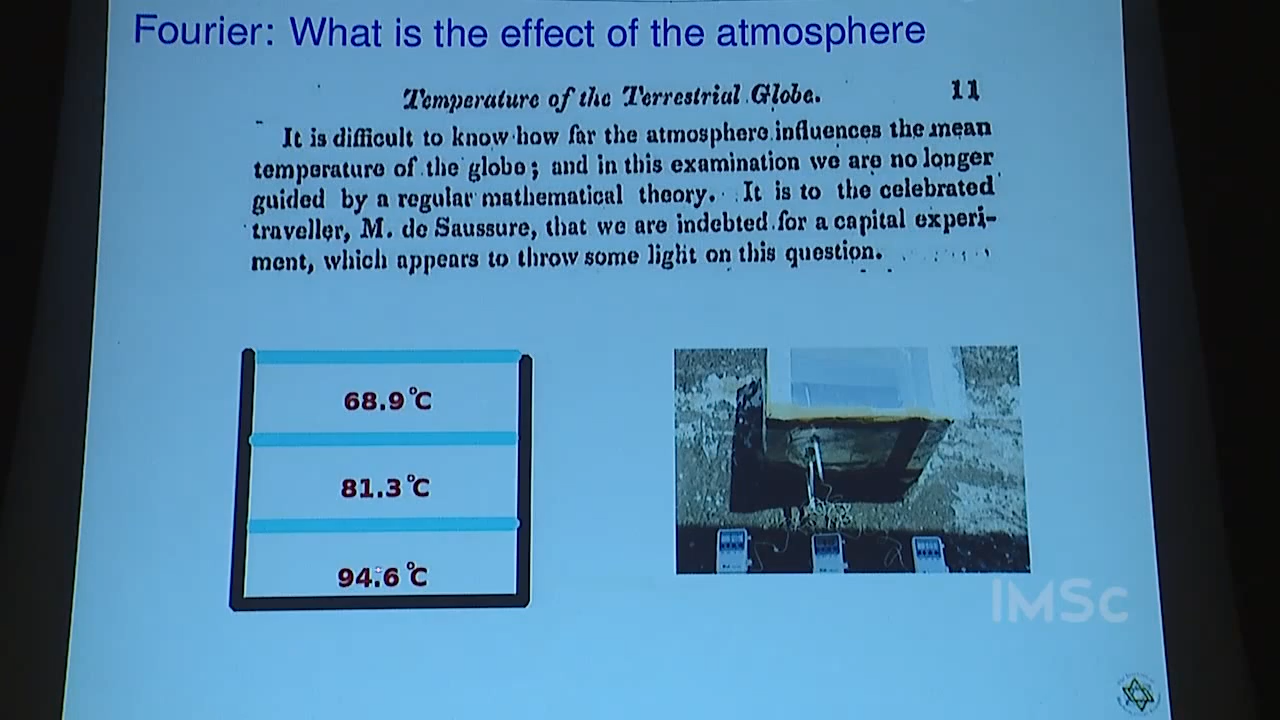 Fourier: What is the effect of the atmosphere
Temperature of the Terrestrial Globe. 11
It is difficult to know how far the atmosphere influences the mean
temperature of the globe; and in this examination we are no longer
guided by a regular mathematical theory. It is to the celebrated
traveller, M. de Saussure, that we are indebted for a capital experi-
ment, which appears to throw some light on this question.
68.9°C
81.3°C
94.6°C
IMSc